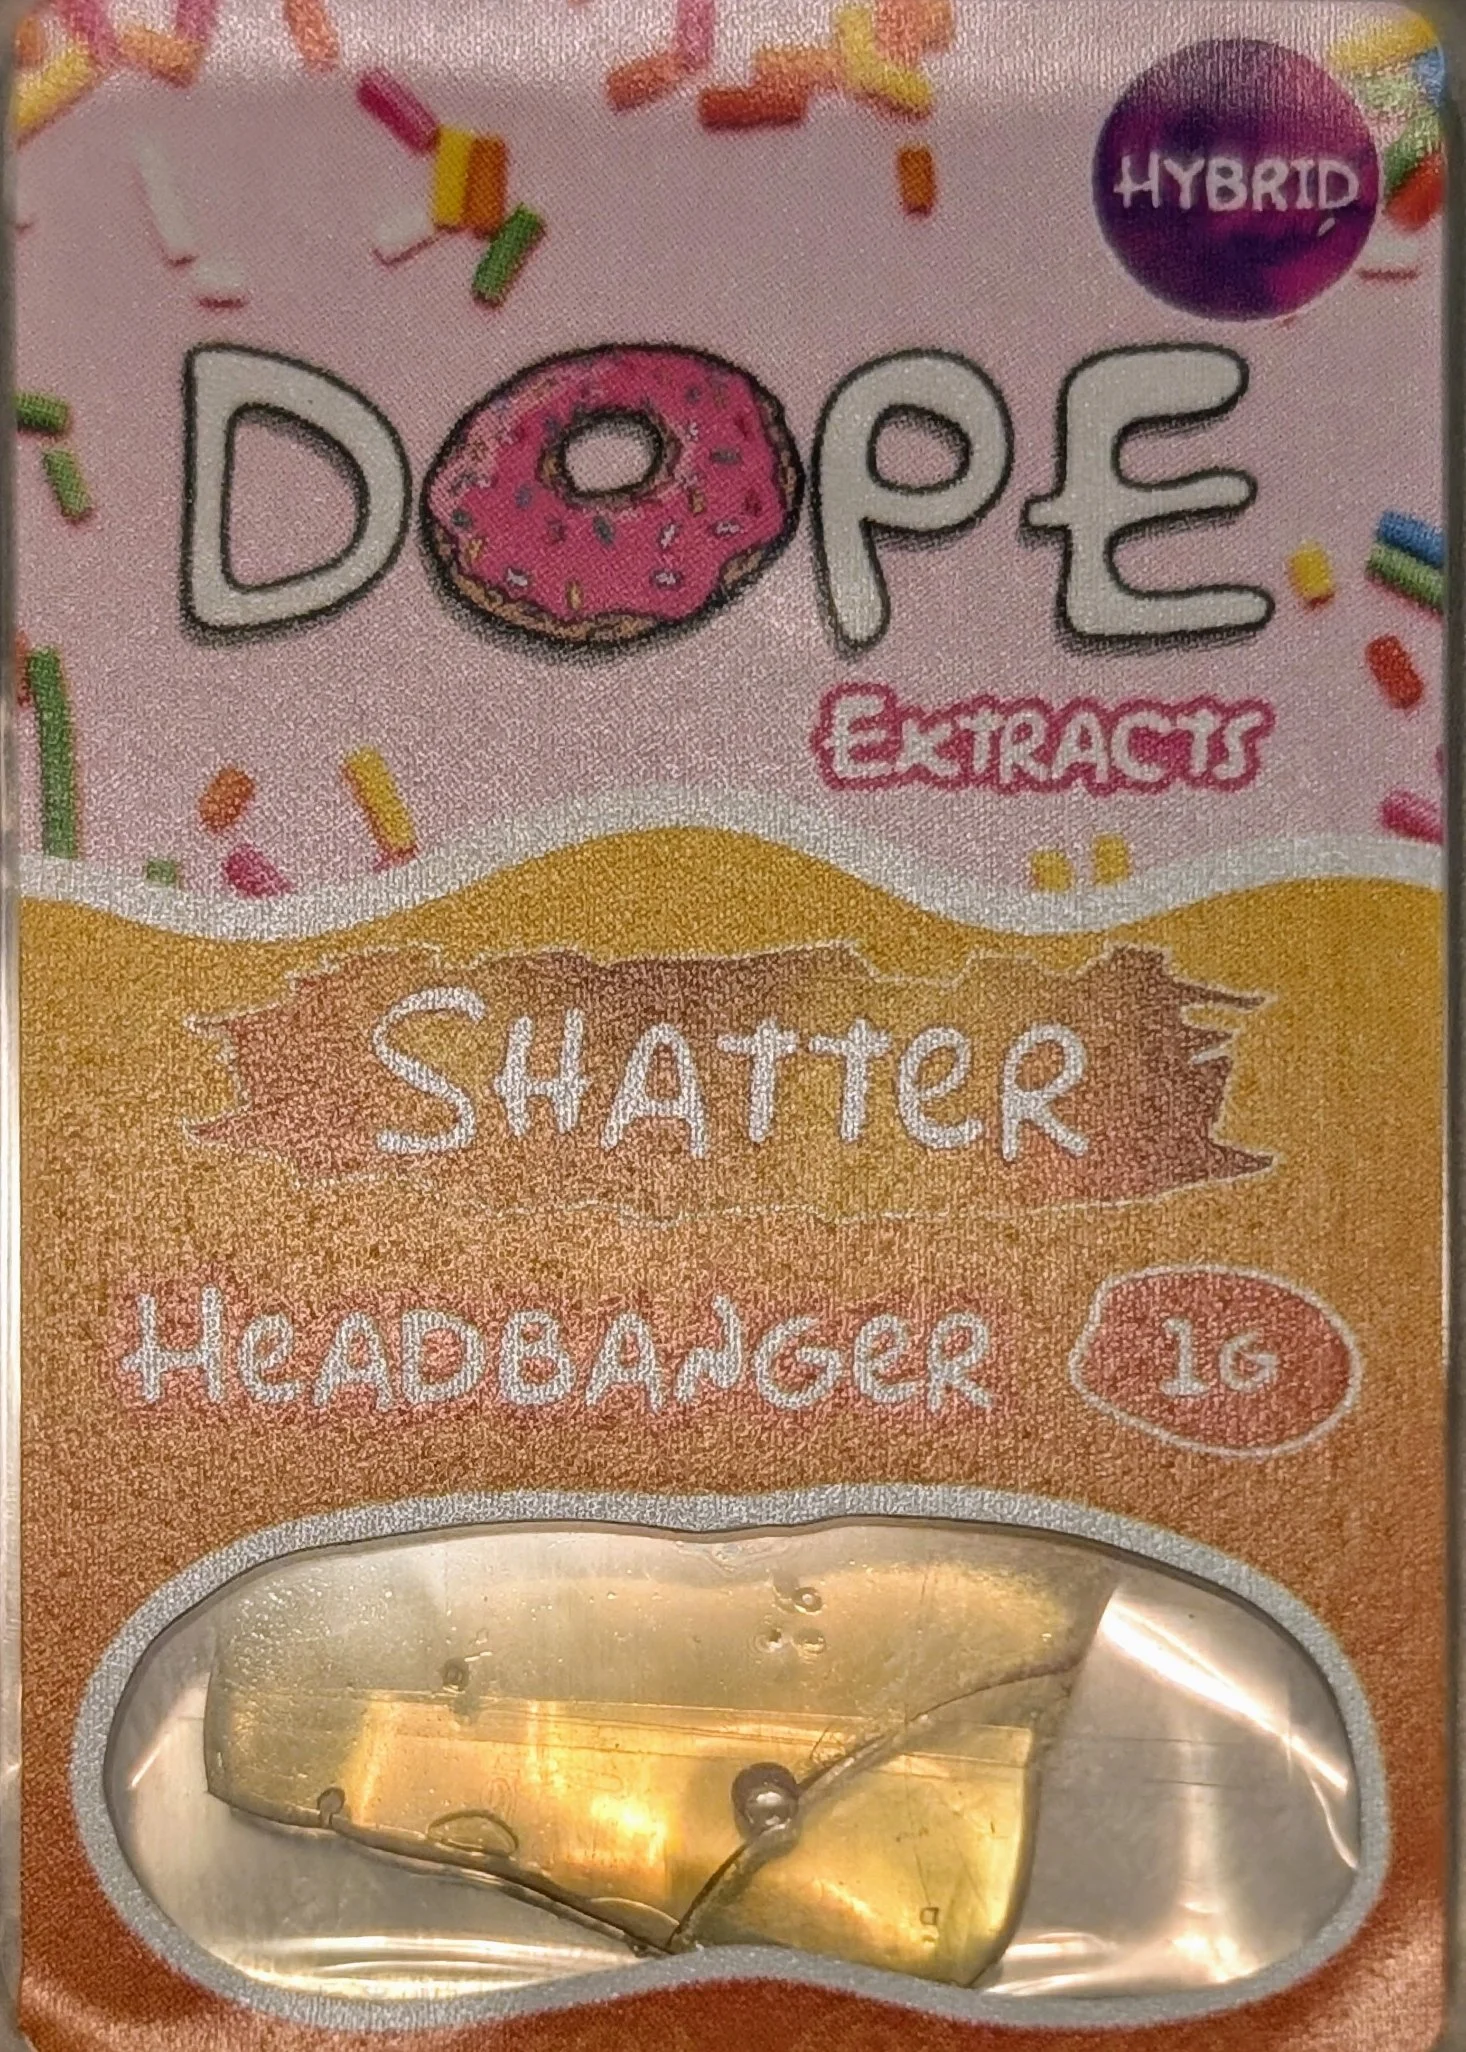 HYBRID
DOPE
EXTRACTS
SHATTER
HEADBANGER
1G